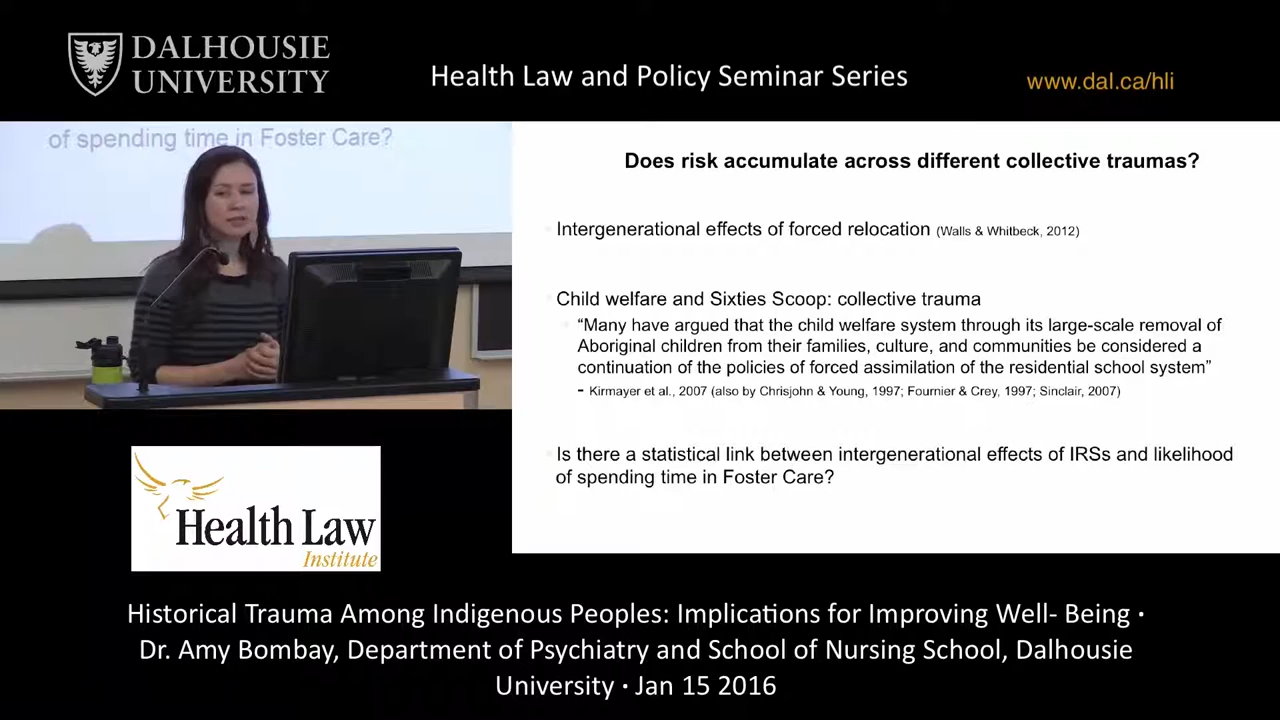 DALHOUSIE
UNIVERSITY
Health Law and Policy Seminar Series
www.dal.ca/hli
of spending time in Foster Care?
Does risk accumulate across different collective traumas?
Intergenerational effects of forced relocation (Walls & Whitbeck, 2012)
Child welfare and Sixties Scoop: collective trauma
“Many have argued that the child welfare system through its large-scale removal of
Aboriginal children from their families, culture, and communities be considered a
continuation of the policies of forced assimilation of the residential school system”
- Kirmayer et al., 2007 (also by Chrisjohn & Young, 1997; Fournier & Crey, 1997; Sinclair, 2007)
Is there a statistical link between intergenerational effects of IRSs and likelihood
of spending time in Foster Care?
Health Law
Institute
Historical Trauma Among Indigenous Peoples: Implications for Improving Well- Being ·
Dr. Amy Bombay, Department of Psychiatry and School of Nursing School, Dalhousie
University · Jan 15 2016